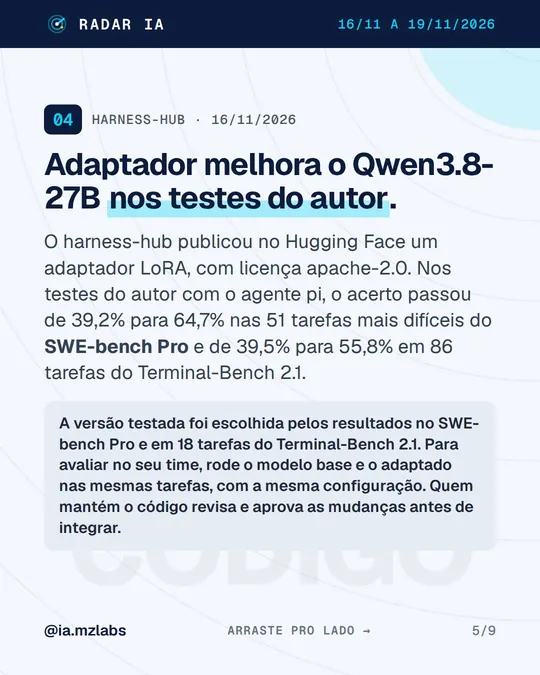 RADAR IA
16/11 A 19/11/2026
04 HARNESS-HUB · 16/11/2026
Adaptador melhora o Qwen3.8-
27B nos testes do autor.
O harness-hub publicou no Hugging Face um
adaptador LoRA, com licença apache-2.0. Nos
testes do autor com o agente pi, o acerto passou
de 39,2% para 64,7% nas 51 tarefas mais difíceis do
SWE-bench Pro e de 39,5% para 55,8% em 86
tarefas do Terminal-Bench 2.1.
A versão testada foi escolhida pelos resultados no SWE-
bench Pro e em 18 tarefas do Terminal-Bench 2.1. Para
avaliar no seu time, rode o modelo base e o adaptado
nas mesmas tarefas, com a mesma configuração. Quem
mantém o código revisa e aprova as mudanças antes de
integrar.
CÓDIGO
@ia.mzlabs
ARRASTE PRO LADO →
5/9